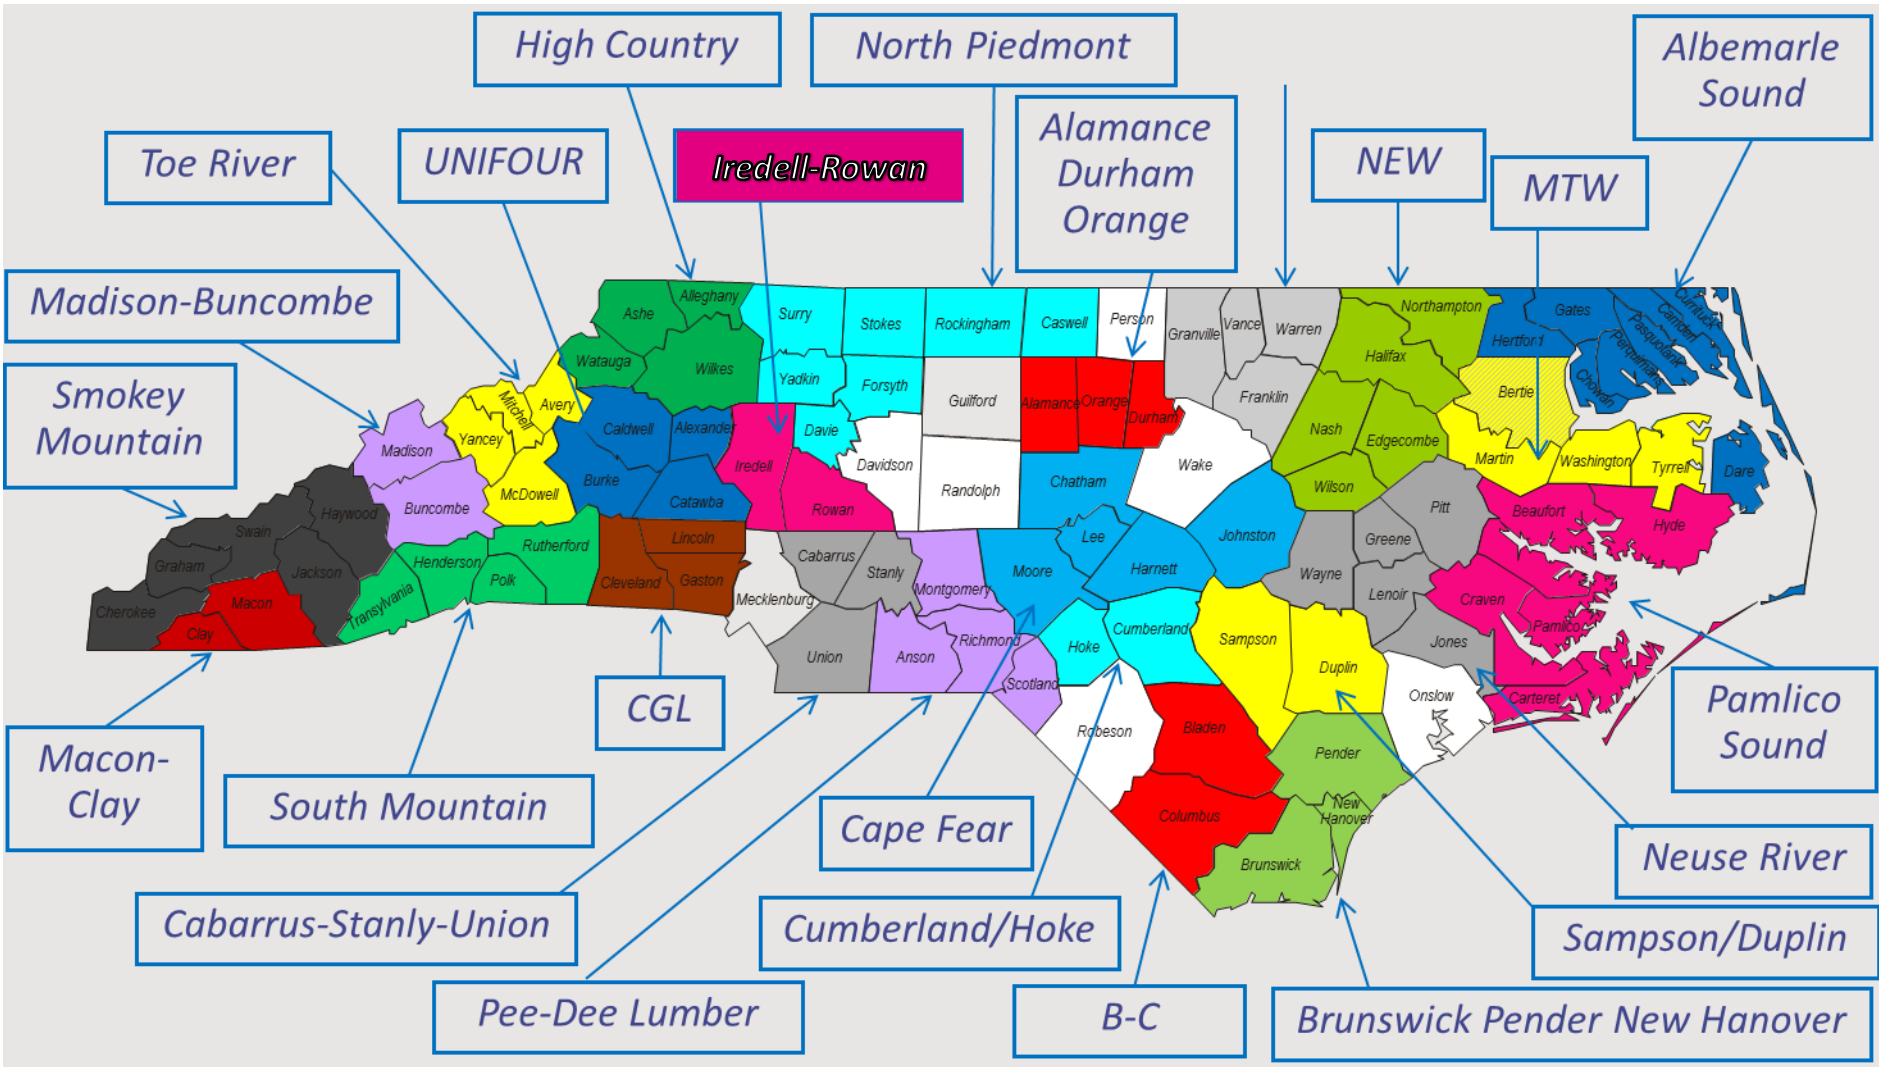 High Country
North Piedmont
Albemarle
Sound
Alamance
Durham
Orange
Toe River
UNIFOUR
Iredell-Rowan
NEW
MTW
Madison-Buncombe
Smokey
Mountain
Ashe
Alleghany
Surry
Stokes
Rockingham
Caswell
Person
Granville
Vance
Warren
Northampton
Gates
Hertford
Currituck
Camden
Pasquotank
Perquimans
Chowan
Watauga
Wilkes
Yadkin
Forsyth
Guilford
Alamance
Orange
Durham
Franklin
Halifax
Bertie
Mitchell
Avery
Caldwell
Alexander
Davie
Nash
Edgecombe
Madison
Yancey
Iredell
Davidson
Wake
Martin
Washington
Tyrrell
Dare
McDowell
Burke
Catawba
Rowan
Randolph
Chatham
Wilson
Pitt
Beaufort
Hyde
Haywood
Buncombe
Swain
Rutherford
Lincoln
Cabarrus
Stanly
Lee
Johnston
Greene
Graham
Jackson
Henderson
Polk
Cleveland
Gaston
Moore
Harnett
Wayne
Cherokee
Macon
Transylvania
Mecklenburg
Montgomery
Lenoir
Craven
Clay
Union
Anson
Richmond
Hoke
Cumberland
Sampson
Duplin
Jones
Pamlico
Scotland
Onslow
Carteret
Robeson
Bladen
Pender
Columbus
New
Hanover
Brunswick
CGL
Pamlico
Sound
Macon-
Clay
South Mountain
Cape Fear
Neuse River
Cabarrus-Stanly-Union
Cumberland/Hoke
Sampson/Duplin
Pee-Dee Lumber
B-C
Brunswick Pender New Hanover